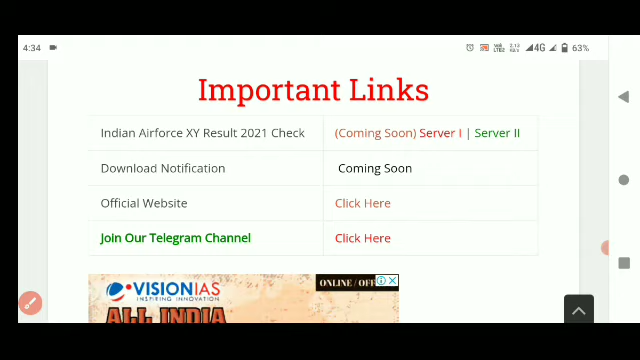 4:34
4G 63%
Important Links
Indian Airforce XY Result 2021 Check (Coming Soon) Server I | Server II
Download Notification Coming Soon
Official Website Click Here
Join Our Telegram Channel Click Here
VISIONIAS ONLINE / OFF
INSPIRING INNOVATION
ALL INDIA